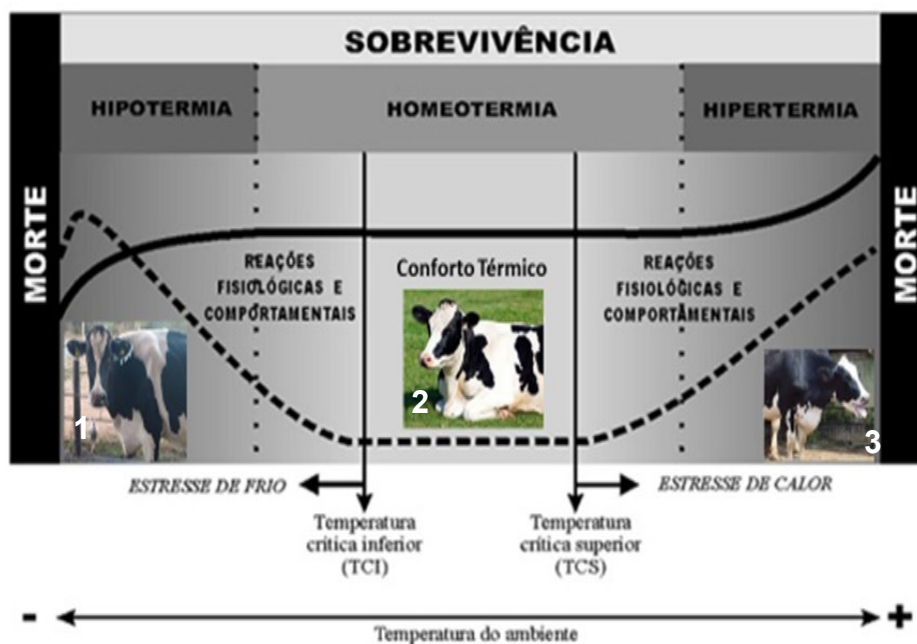 SOBREVIVÊNCIA
HIPOTERMIA
HOMEOTERMIA
HIPERTERMIA
MORTE
MORTE
REAÇÕES
FISIOLÓGICAS E
COMPORTAMENTAIS
Conforto Térmico
REAÇÕES
FISIOLÓGICAS E
COMPORTAMENTAIS
1
2
3
ESTRESSE DE FRIO
ESTRESSE DE CALOR
Temperatura
crítica inferior
(TCI)
Temperatura
crítica superior
(TCS)
- +
Temperatura do ambiente